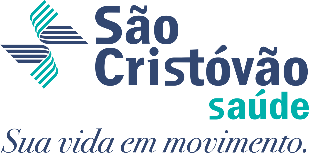 São
Cristóvão
saúde
Sua vida em movimento.